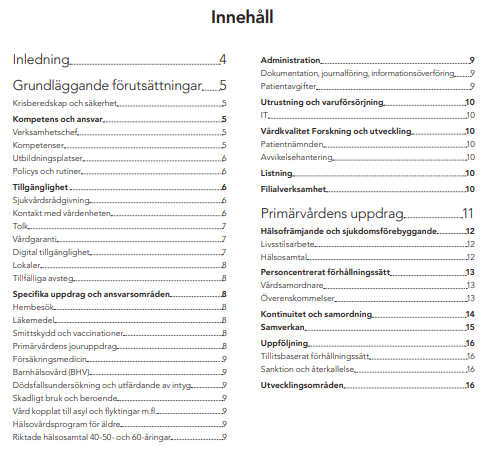 Innehåll
Inledning 4
Grundläggande förutsättningar 5
Krisberedskap och säkerhet 5
Kompetens och ansvar 5
Verksamhetschef 5
Kompetenser 5
Utbildningsplatser 6
Policys och rutiner 6
Tillgänglighet 6
Sjukvårdsrådgivning 6
Kontakt med vårdenheten 6
Tolk 7
Vårdgaranti 7
Digital tillgänglighet 7
Lokaler 8
Tillfälliga avsteg 8
Specifika uppdrag och ansvarsområden 8
Hembesök 8
Läkemedel 8
Smittskydd och vaccinationer 8
Primärvårdens jouruppdrag 8
Försäkringsmedicin 9
Barnhälsovård (BHV) 9
Dödsfallsundersökning och utfärdande av intyg 9
Skadligt bruk och beroende 9
Vård kopplat till asyl och flyktingar m.fl. 9
Hälsovårdsprogram för äldre 9
Riktade hälsosamtal 40-50- och 60-åringar 9
Administration 9
Dokumentation, journalföring, informationsöverföring 9
Patientavgifter 9
Utrustning och varuförsörjning 10
IT 10
Vårdkvalitet Forskning och utveckling 10
Patientnämnden 10
Avvikelsehantering 10
Listning 10
Filialverksamhet 10
Primärvårdens uppdrag 11
Hälsofrämjande och sjukdomsförebyggande 12
Livsstilsarbete 12
Hälsosamtal 12
Personcentrerat förhållningssätt 13
Vårdsamordnare 13
Överenskommelser 13
Kontinuitet och samordning 14
Samverkan 15
Uppföljning 16
Tillitsbaserat förhållningssätt 16
Sanktion och återkallelse 16
Utvecklingsområden 16